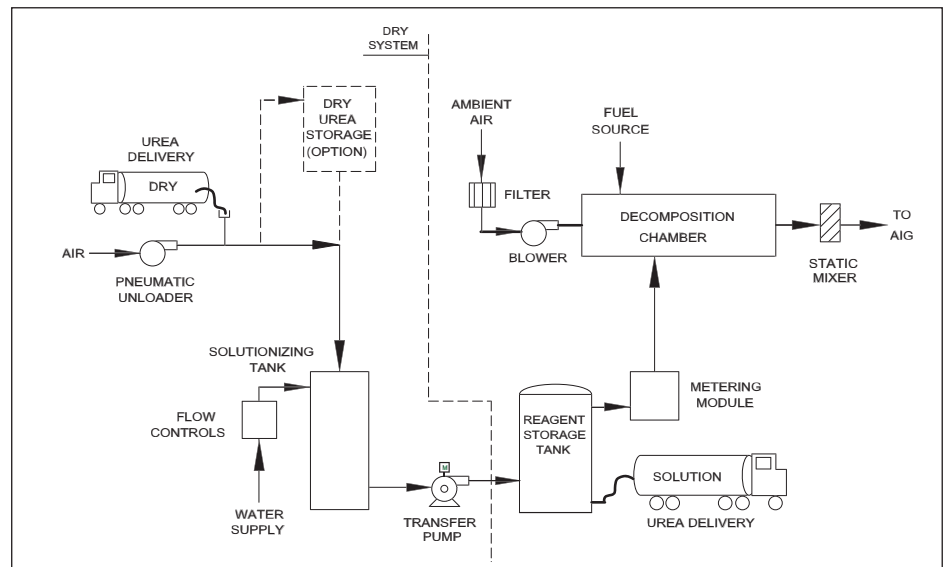 DRY
SYSTEM
DRY
UREA
STORAGE
(OPTION)
UREA
DELIVERY
DRY
AIR
PNEUMATIC
UNLOADER
SOLUTIONIZING
TANK
FLOW
CONTROLS
WATER
SUPPLY
M
TRANSFER
PUMP
AMBIENT
AIR
FILTER
BLOWER
FUEL
SOURCE
DECOMPOSITION
CHAMBER
STATIC
MIXER
TO
AIG
METERING
MODULE
REAGENT
STORAGE
TANK
SOLUTION
UREA DELIVERY